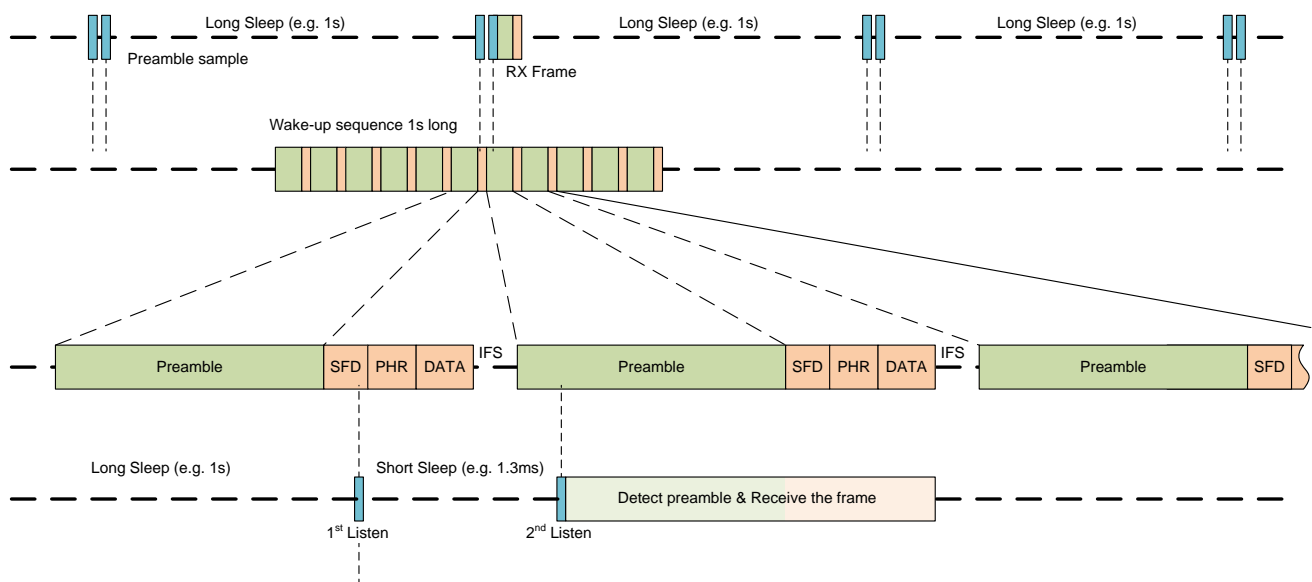 Long Sleep (e.g. 1s)
Long Sleep (e.g. 1s)
Long Sleep (e.g. 1s)
Preamble sample
RX Frame
Wake-up sequence 1s long
Preamble
SFD
PHR
DATA
IFS
Preamble
SFD
PHR
DATA
IFS
Preamble
SFD
Long Sleep (e.g. 1s)
Short Sleep (e.g. 1.3ms)
Detect preamble & Receive the frame
1st Listen
2nd Listen